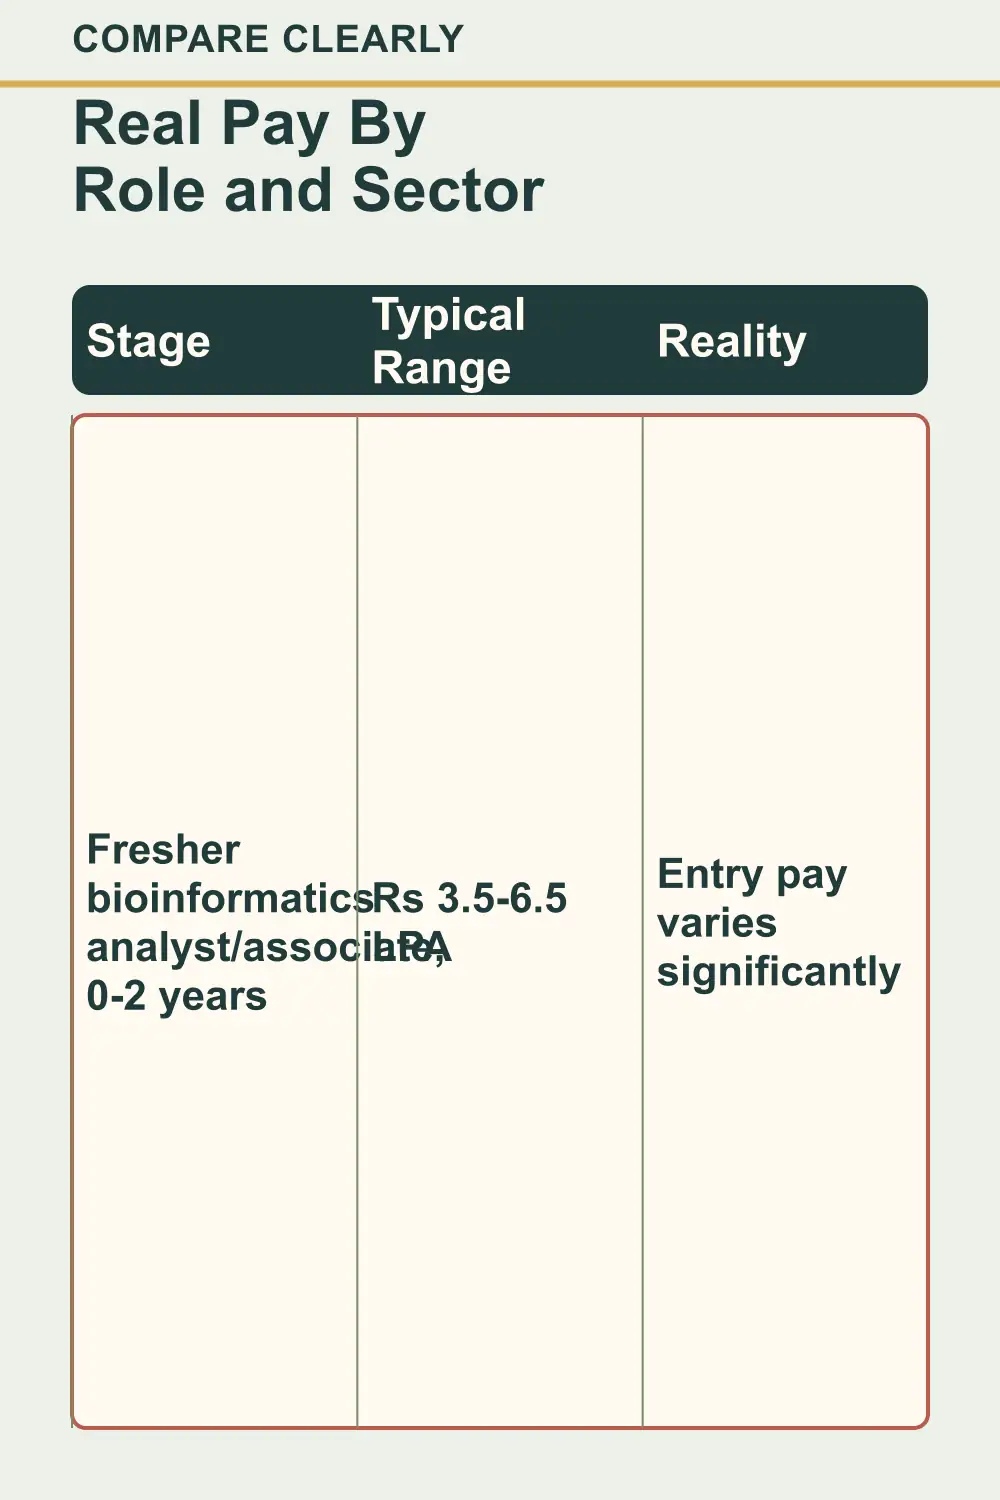 COMPARE CLEARLY
Real Pay By
Role and Sector
Stage
Typical
Range
Reality
Fresher
bioinformatics
analyst/associate,
0-2 years
Rs 3.5-6.5
LPA
Entry pay
varies
significantly